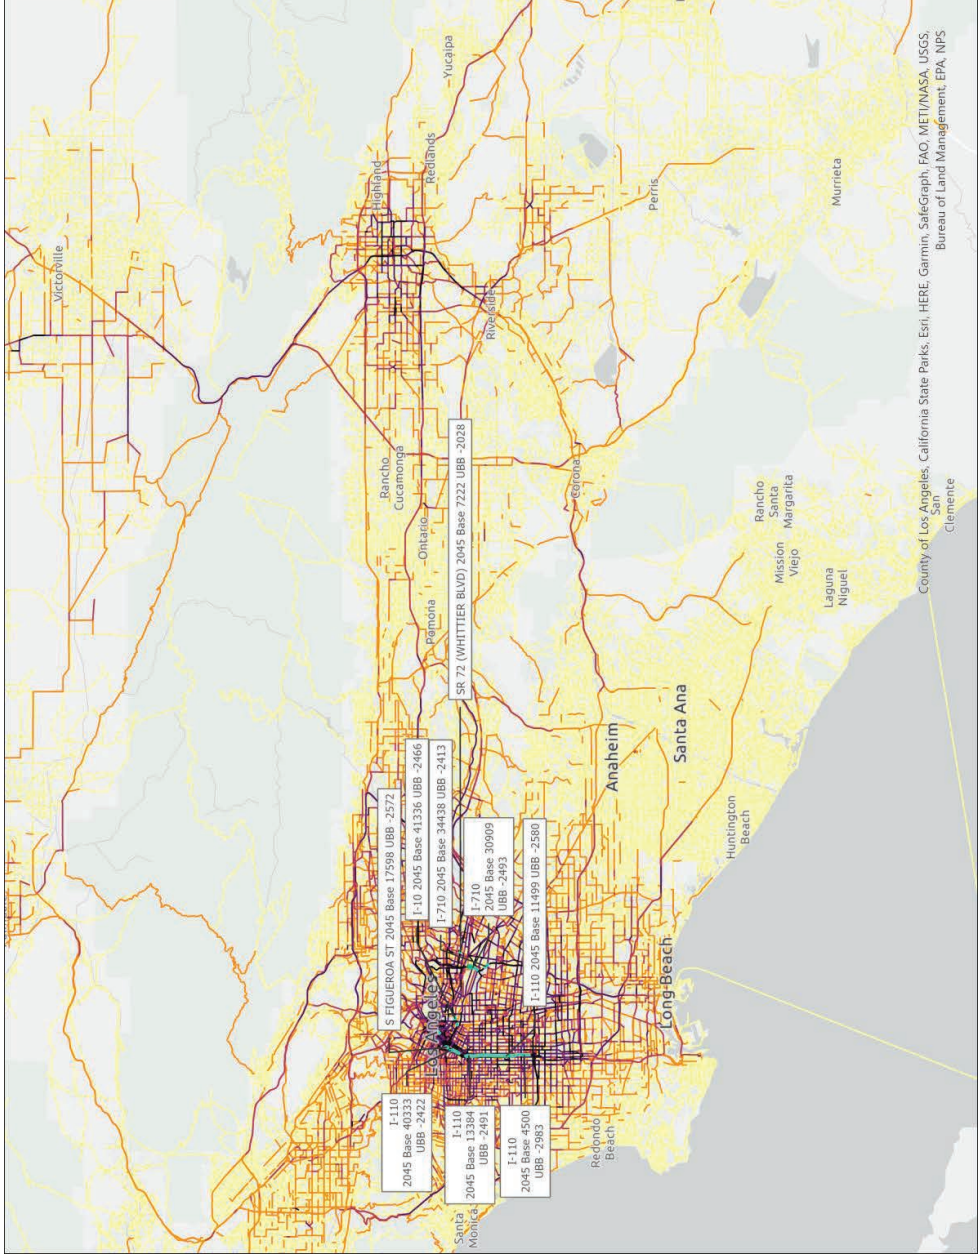 Victorville
Yucaipa
Highland
Redlands
Rancho
Cucamonga
Ontario
Pomona
Riverside
Perris
Murrieta
Corona
S FIGUEROA ST 2045 Base 17598 UBB -2572
I-10 2045 Base 41336 UBB -2466
I-710 2045 Base 34438 UBB -2413
SR 72 (WHITTIER BLVD) 2045 Base 7222 UBB -2028
I-710
2045 Base 30909
UBB -2493
I-110 2045 Base 11499 UBB -2580
I-110
2045 Base 40333
UBB -2422
I-110
2045 Base 13384
UBB -2491
I-110
2045 Base 4500
UBB -2983
Los Angeles
Santa
Monica
Redondo
Beach
Long Beach
Anaheim
Santa Ana
Huntington
Beach
Rancho
Santa
Margarita
Mission
Viejo
Laguna
Niguel
San
Clemente
County of Los Angeles, California State Parks, Esri, HERE, Garmin, SafeGraph, FAO, METI/NASA, USGS,
Bureau of Land Management, EPA, NPS